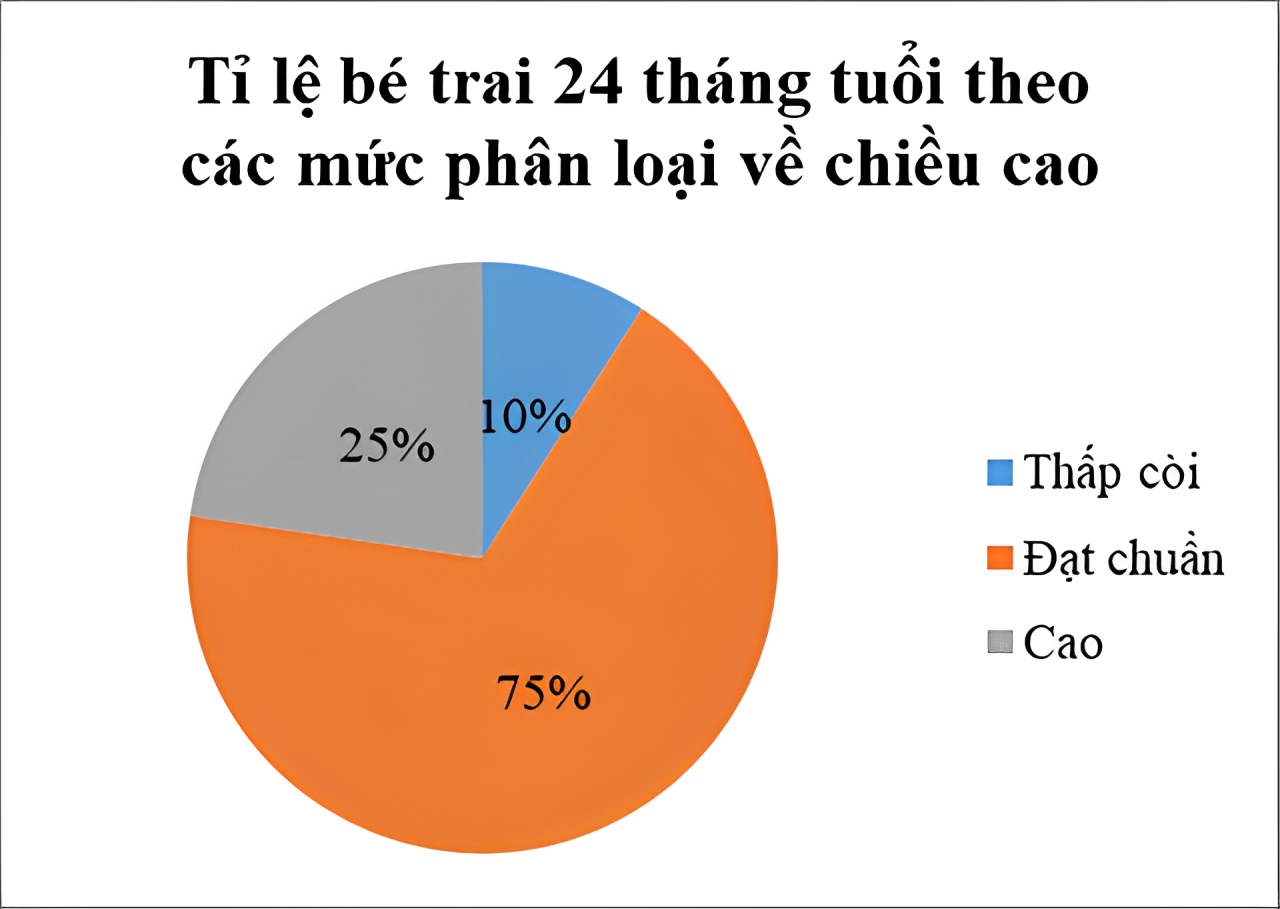 Tỉ lệ bé trai 24 tháng tuổi theo
các mức phân loại về chiều cao
10%
25%
75%
Thấp còi
Đạt chuẩn
Cao